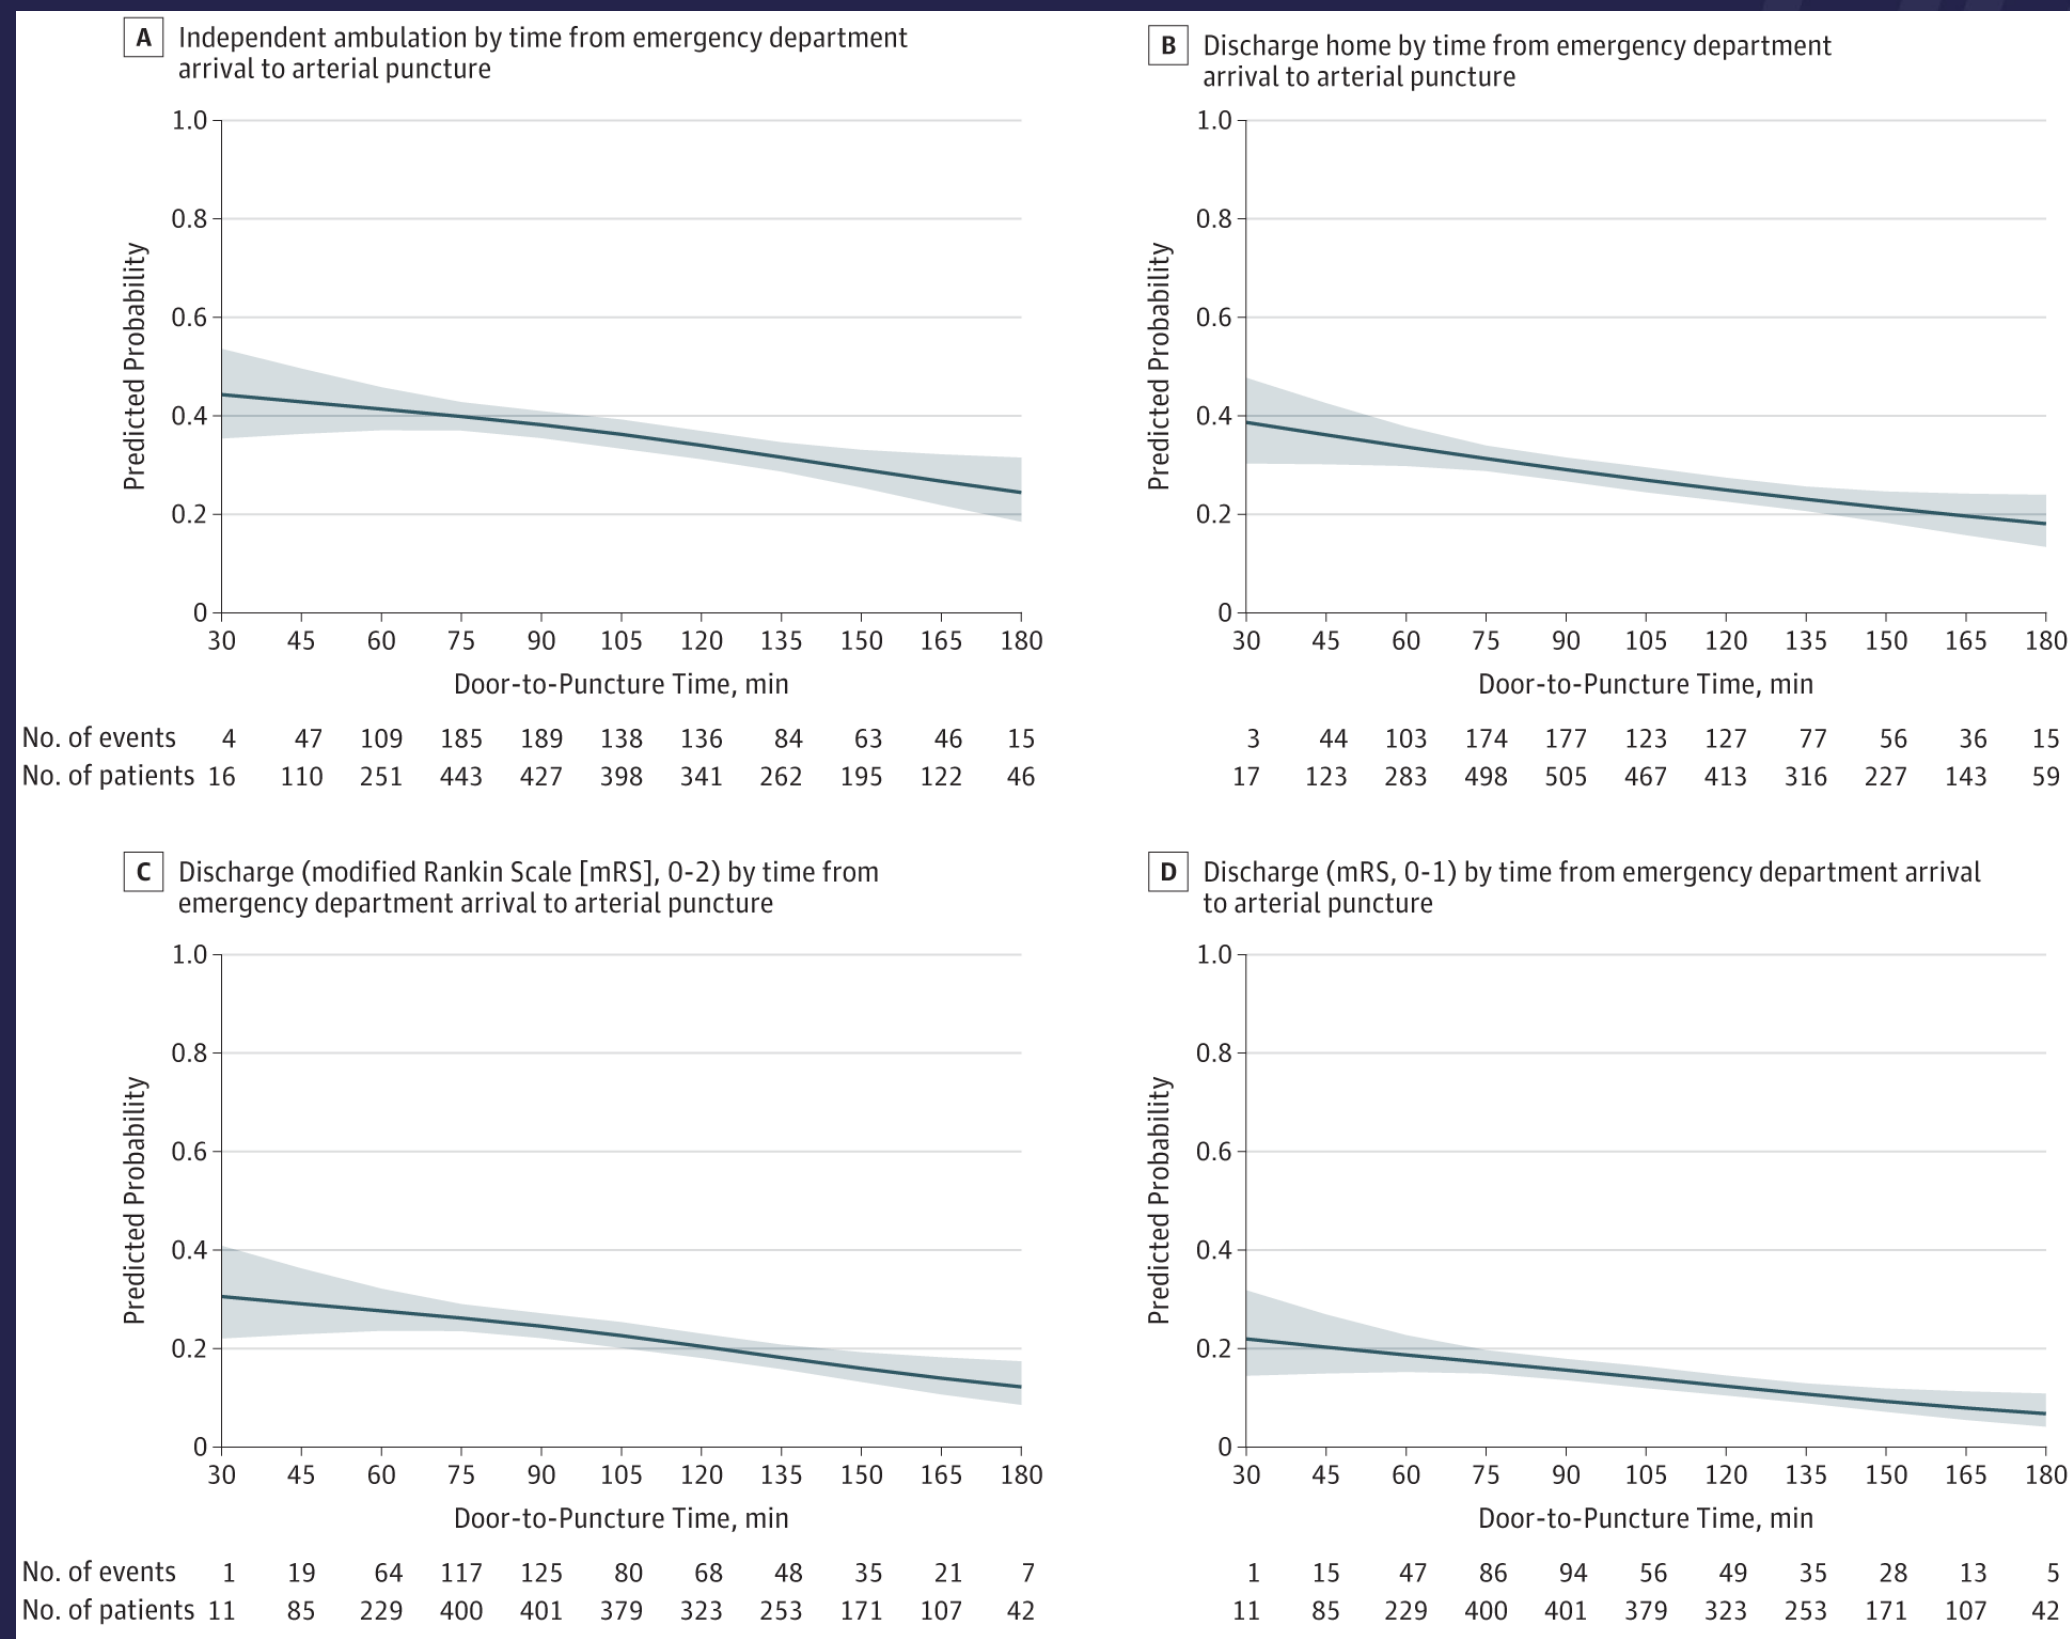 A Independent ambulation by time from emergency department
arrival to arterial puncture
1.0
0.8
0.6
0.4
0.2
0
Predicted Probability
30 45 60 75 90 105 120 135 150 165 180
Door-to-Puncture Time, min
No. of events 4 47 109 185 189 138 136 84 63 46 15
No. of patients 16 110 251 443 427 398 341 262 195 122 46
B Discharge home by time from emergency department
arrival to arterial puncture
1.0
0.8
0.6
0.4
0.2
0
Predicted Probability
30 45 60 75 90 105 120 135 150 165 180
Door-to-Puncture Time, min
3 44 103 174 177 123 127 77 56 36 15
17 123 283 498 505 467 413 316 227 143 59
C Discharge (modified Rankin Scale [mRS], 0-2) by time from
emergency department arrival to arterial puncture
1.0
0.8
0.6
0.4
0.2
0
Predicted Probability
30 45 60 75 90 105 120 135 150 165 180
Door-to-Puncture Time, min
No. of events 1 19 64 117 125 80 68 48 35 21 7
No. of patients 11 85 229 400 401 379 323 253 171 107 42
D Discharge (mRS, 0-1) by time from emergency department arrival
to arterial puncture
1.0
0.8
0.6
0.4
0.2
0
Predicted Probability
30 45 60 75 90 105 120 135 150 165 180
Door-to-Puncture Time, min
1 15 47 86 94 56 49 35 28 13 5
11 85 229 400 401 379 323 253 171 107 42